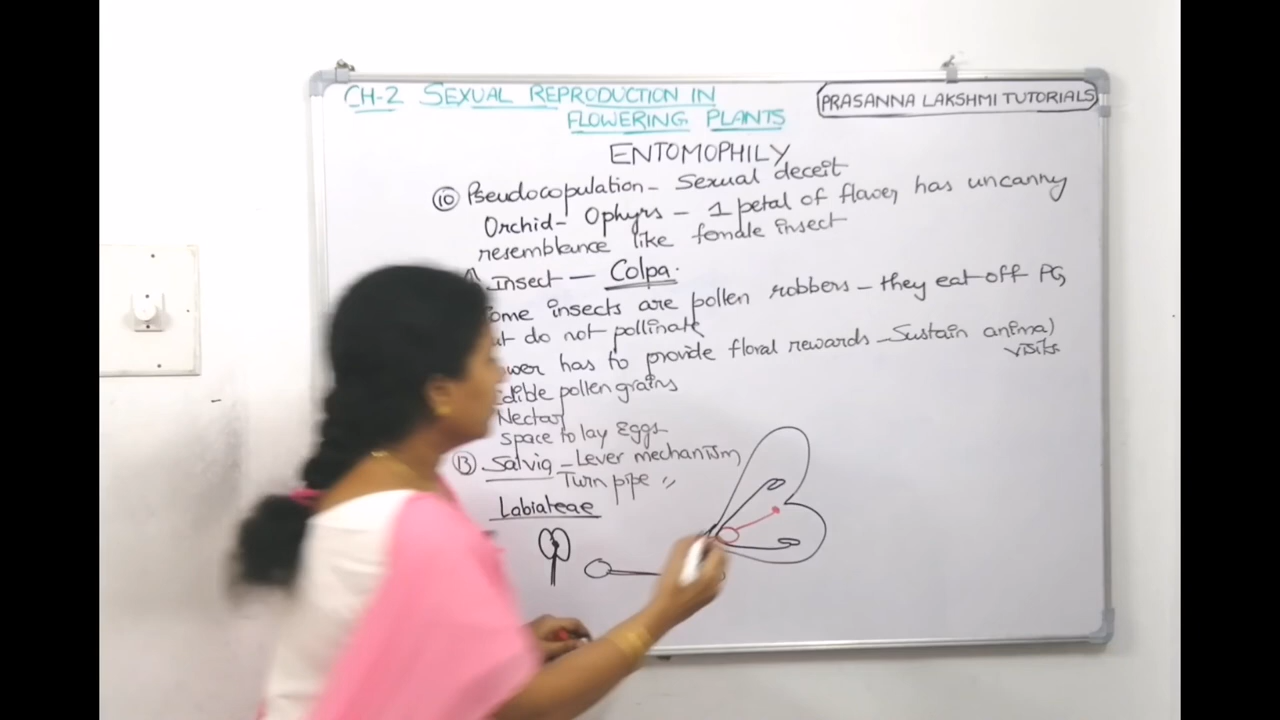 CH-2 SEXUAL REPRODUCTION IN
FLOWERING PLANTS
PRASANNA LAKSHMI TUTORIALS
ENTOMOPHILY
⑩ Pseudocopulation - Sexual deceit
Orchid - Ophyrs - 1 petal of flower has uncanny
resemblance like female insect
Insect - Colpa.
ome insects are pollen robbers - they eat off PG,
ut do not pollinate
wer has to provide floral rewards - Sustain animal
visits
dible pollen grains
Nectar
space to lay Eggs
⑬ Salvia - Lever mechanism,
Turn pipe ,,
Labiateae